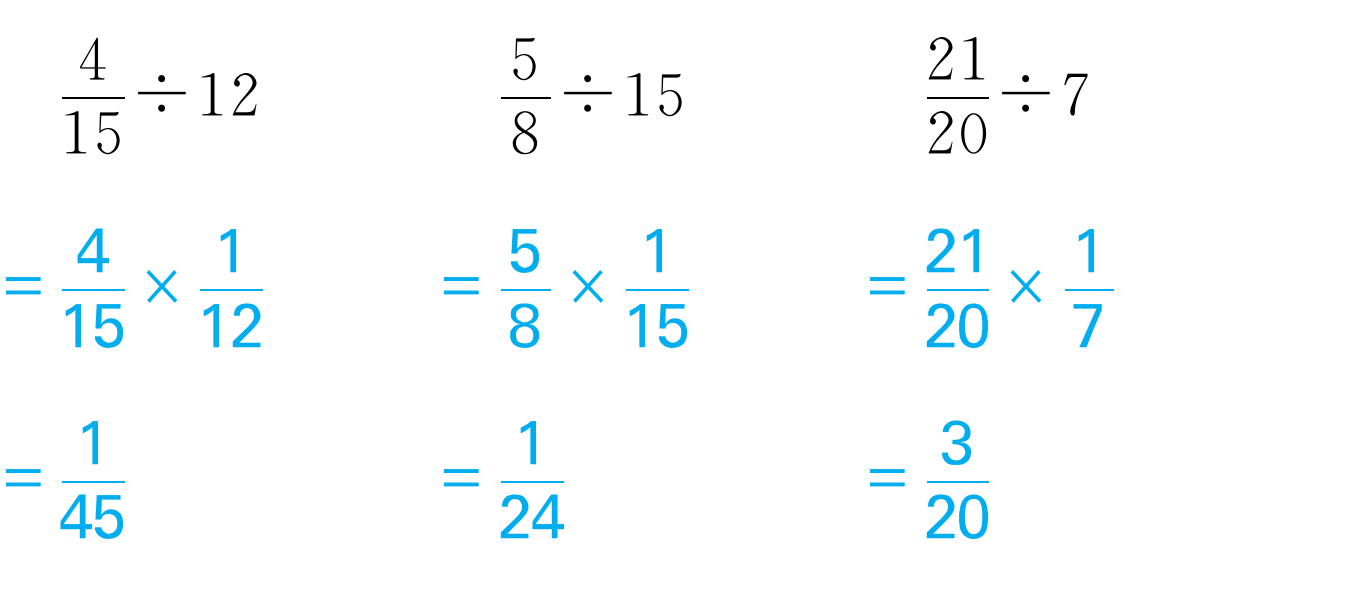 4/15 ÷ 12   5/8 ÷ 15   21/20 ÷ 7
= 4/15 × 1/12   = 5/8 × 1/15   = 21/20 × 1/7
= 1/45   = 1/24   = 3/20